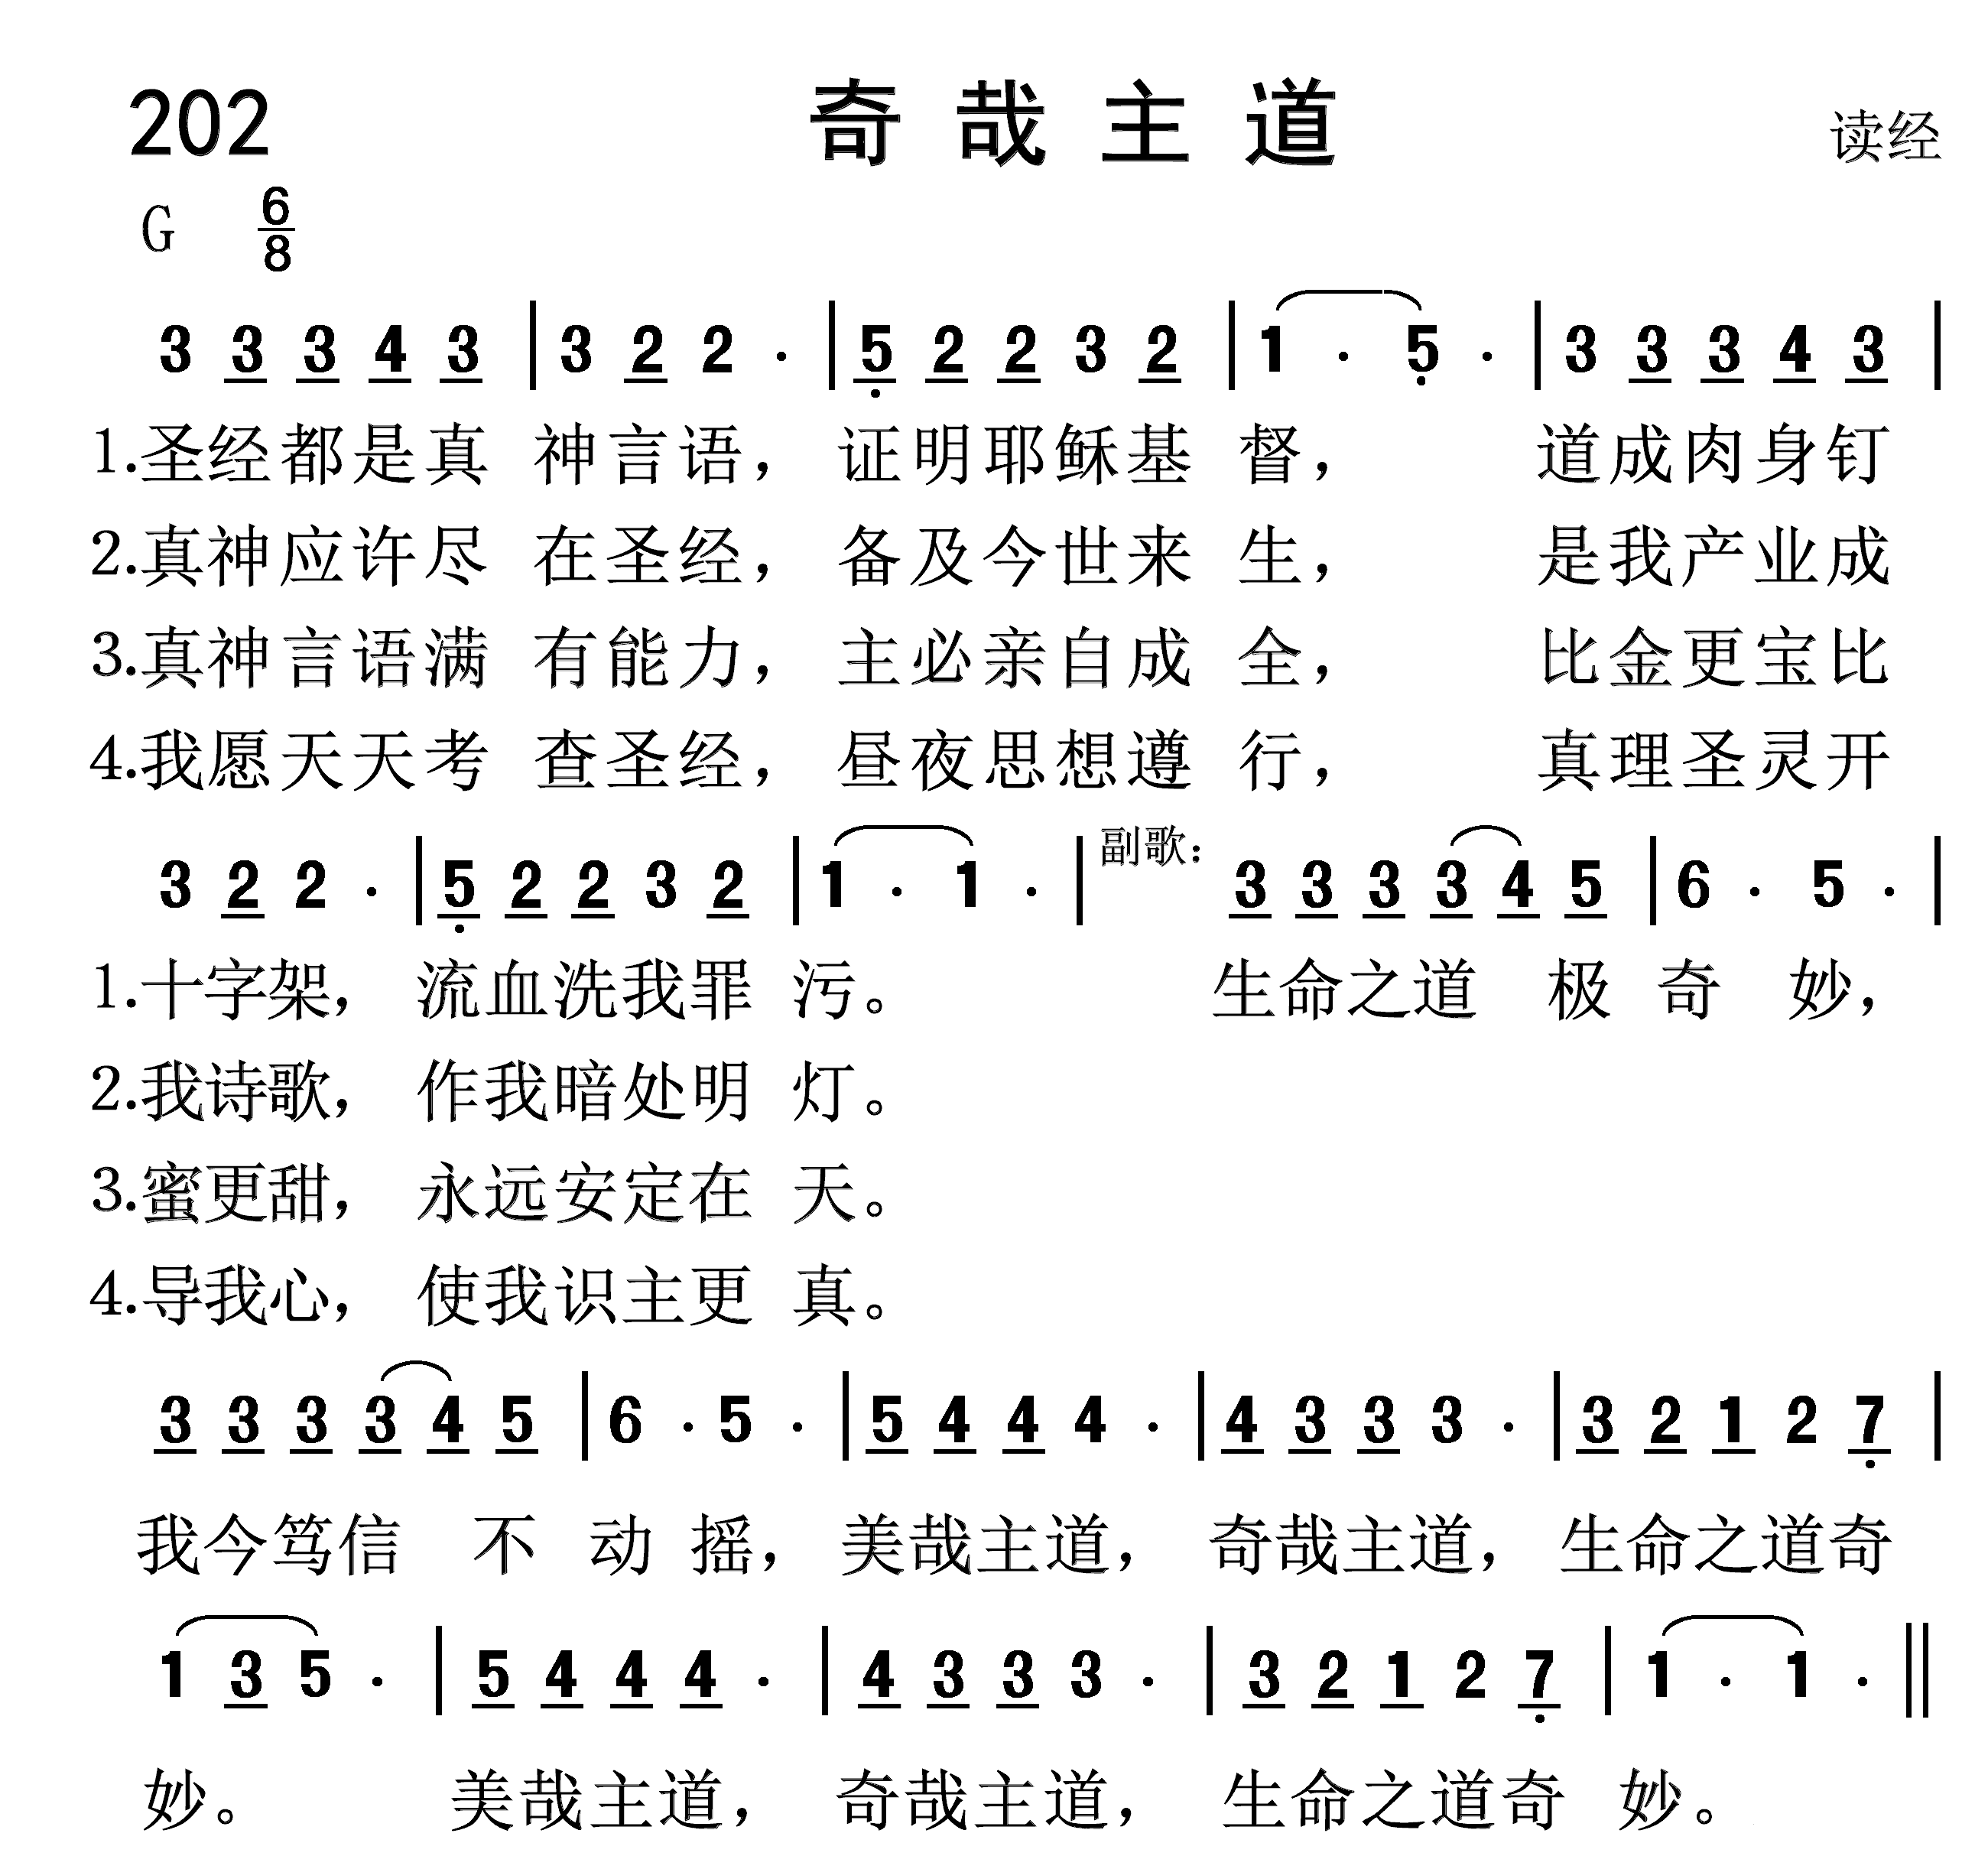 202 奇哉主道 读经
G 6/8
3 3 3 4 3 | 3 2 2 · | 5 2 2 3 2 | 1 · 5 · | 3 3 3 4 3 |
1.圣经都是真 神言语， 证明耶稣基 督， 道成肉身钉
2.真神应许尽 在圣经， 备及今世来 生， 是我产业成
3.真神言语满 有能力， 主必亲自成 全， 比金更宝比
4.我愿天天考 查圣经， 昼夜思想遵 行， 真理圣灵开
3 2 2 · | 5 2 2 3 2 | 1 · 1 · | 副歌： 3 3 3 3 4 5 | 6 · 5 · |
1.十字架， 流血洗我罪 污。 生命之道 极 奇 妙，
2.我诗歌， 作我暗处明 灯。
3.蜜更甜， 永远安定在 天。
4.导我心， 使我识主更 真。
3 3 3 3 4 5 | 6 · 5 · | 5 4 4 4 · | 4 3 3 3 · | 3 2 1 2 7 |
我今笃信 不 动 摇， 美哉主道， 奇哉主道， 生命之道奇
1 3 5 · | 5 4 4 4 · | 4 3 3 3 · | 3 2 1 2 7 | 1 · 1 · ||
妙。 美哉主道， 奇哉主道， 生命之道奇 妙。